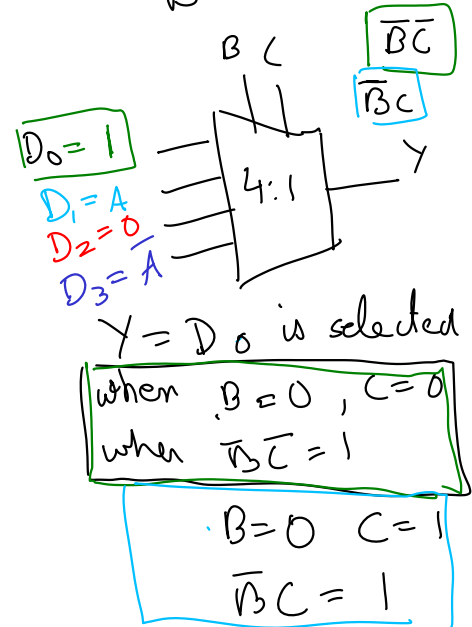 B C
B̅ C̅
B̅ C
D₀ = 1
Y
D₁ = A
4:1
D₂ = 0
D₃ = A̅
Y = D₀ is selected
when B = 0 , C = 0
when B̅ C̅ = 1
B = 0 C = 1
B̅ C = 1